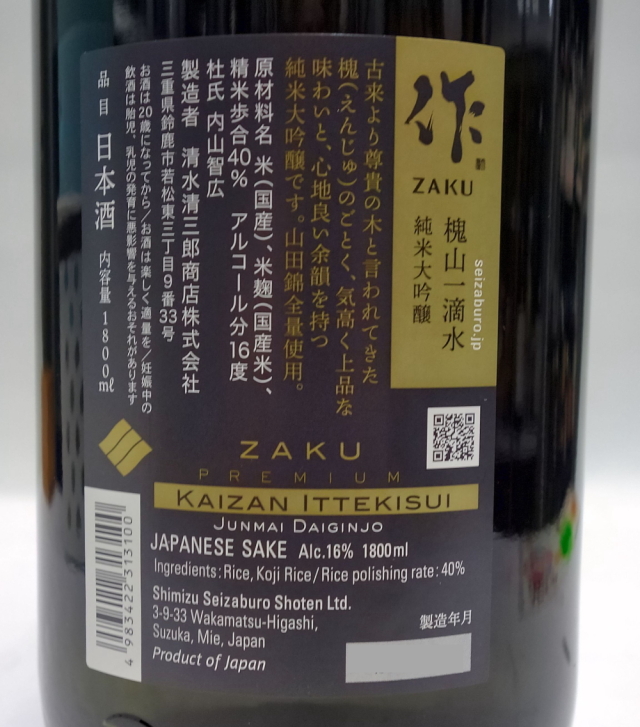 作
ZAKU
槐山一滴水
純米大吟醸
seizaburo.jp
古来より尊貴の木と言われてきた
槐(えんじゅ)のごとく、気高く上品な
味わいと、心地良い余韻を持つ
純米大吟醸です。山田錦全量使用。
原材料名 米(国産)、米麹(国産米)、
精米歩合40% アルコール分16度
杜氏 内山智広
製造者 清水清三郎商店株式会社
三重県鈴鹿市若松東三丁目9番33号
お酒は20歳になってから/お酒は楽しく適量を/妊娠中の
飲酒は胎児、乳児の発育に悪影響を与えるおそれがあります
品目 日本酒 内容量 1800ml
ZAKU
PREMIUM
KAIZAN ITTEKISUI
JUNMAI DAIGINJO
JAPANESE SAKE Alc.16% 1800ml
Ingredients: Rice, Koji Rice / Rice polishing rate: 40%
Shimizu Seizaburo Shoten Ltd.
3-9-33 Wakamatsu-Higashi,
Suzuka, Mie, Japan
Product of Japan
製造年月
4 983422 313100